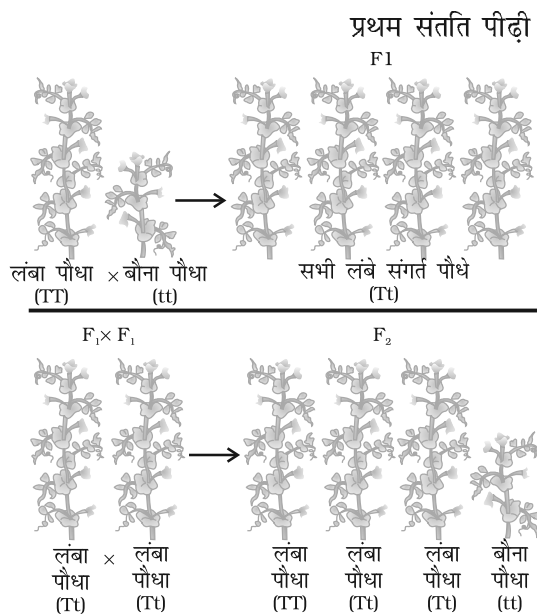 प्रथम संतति पीढ़ी
F1
लंबा पौधा × बौना पौधा
(TT) (tt)
सभी लंबे संगर्त पौधे
(Tt)
F₁× F₁ F₂
लंबा × लंबा लंबा लंबा लंबा बौना
पौधा पौधा पौधा पौधा पौधा पौधा
(Tt) (Tt) (TT) (Tt) (Tt) (tt)